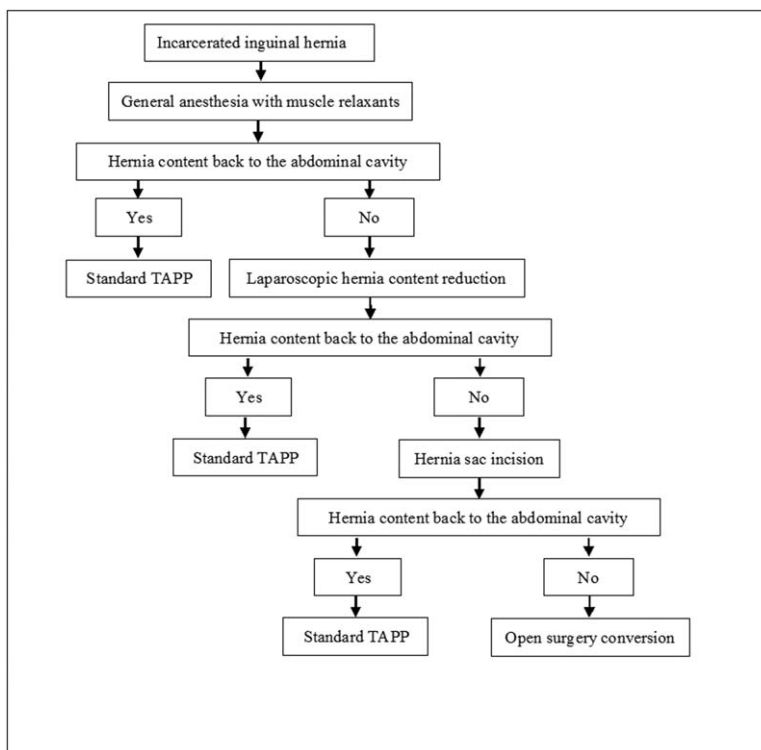 Incarcerated inguinal hernia
General anesthesia with muscle relaxants
Hernia content back to the abdominal cavity
Yes
No
Standard TAPP
Laparoscopic hernia content reduction
Hernia content back to the abdominal cavity
Yes
No
Standard TAPP
Hernia sac incision
Hernia content back to the abdominal cavity
Yes
No
Standard TAPP
Open surgery conversion